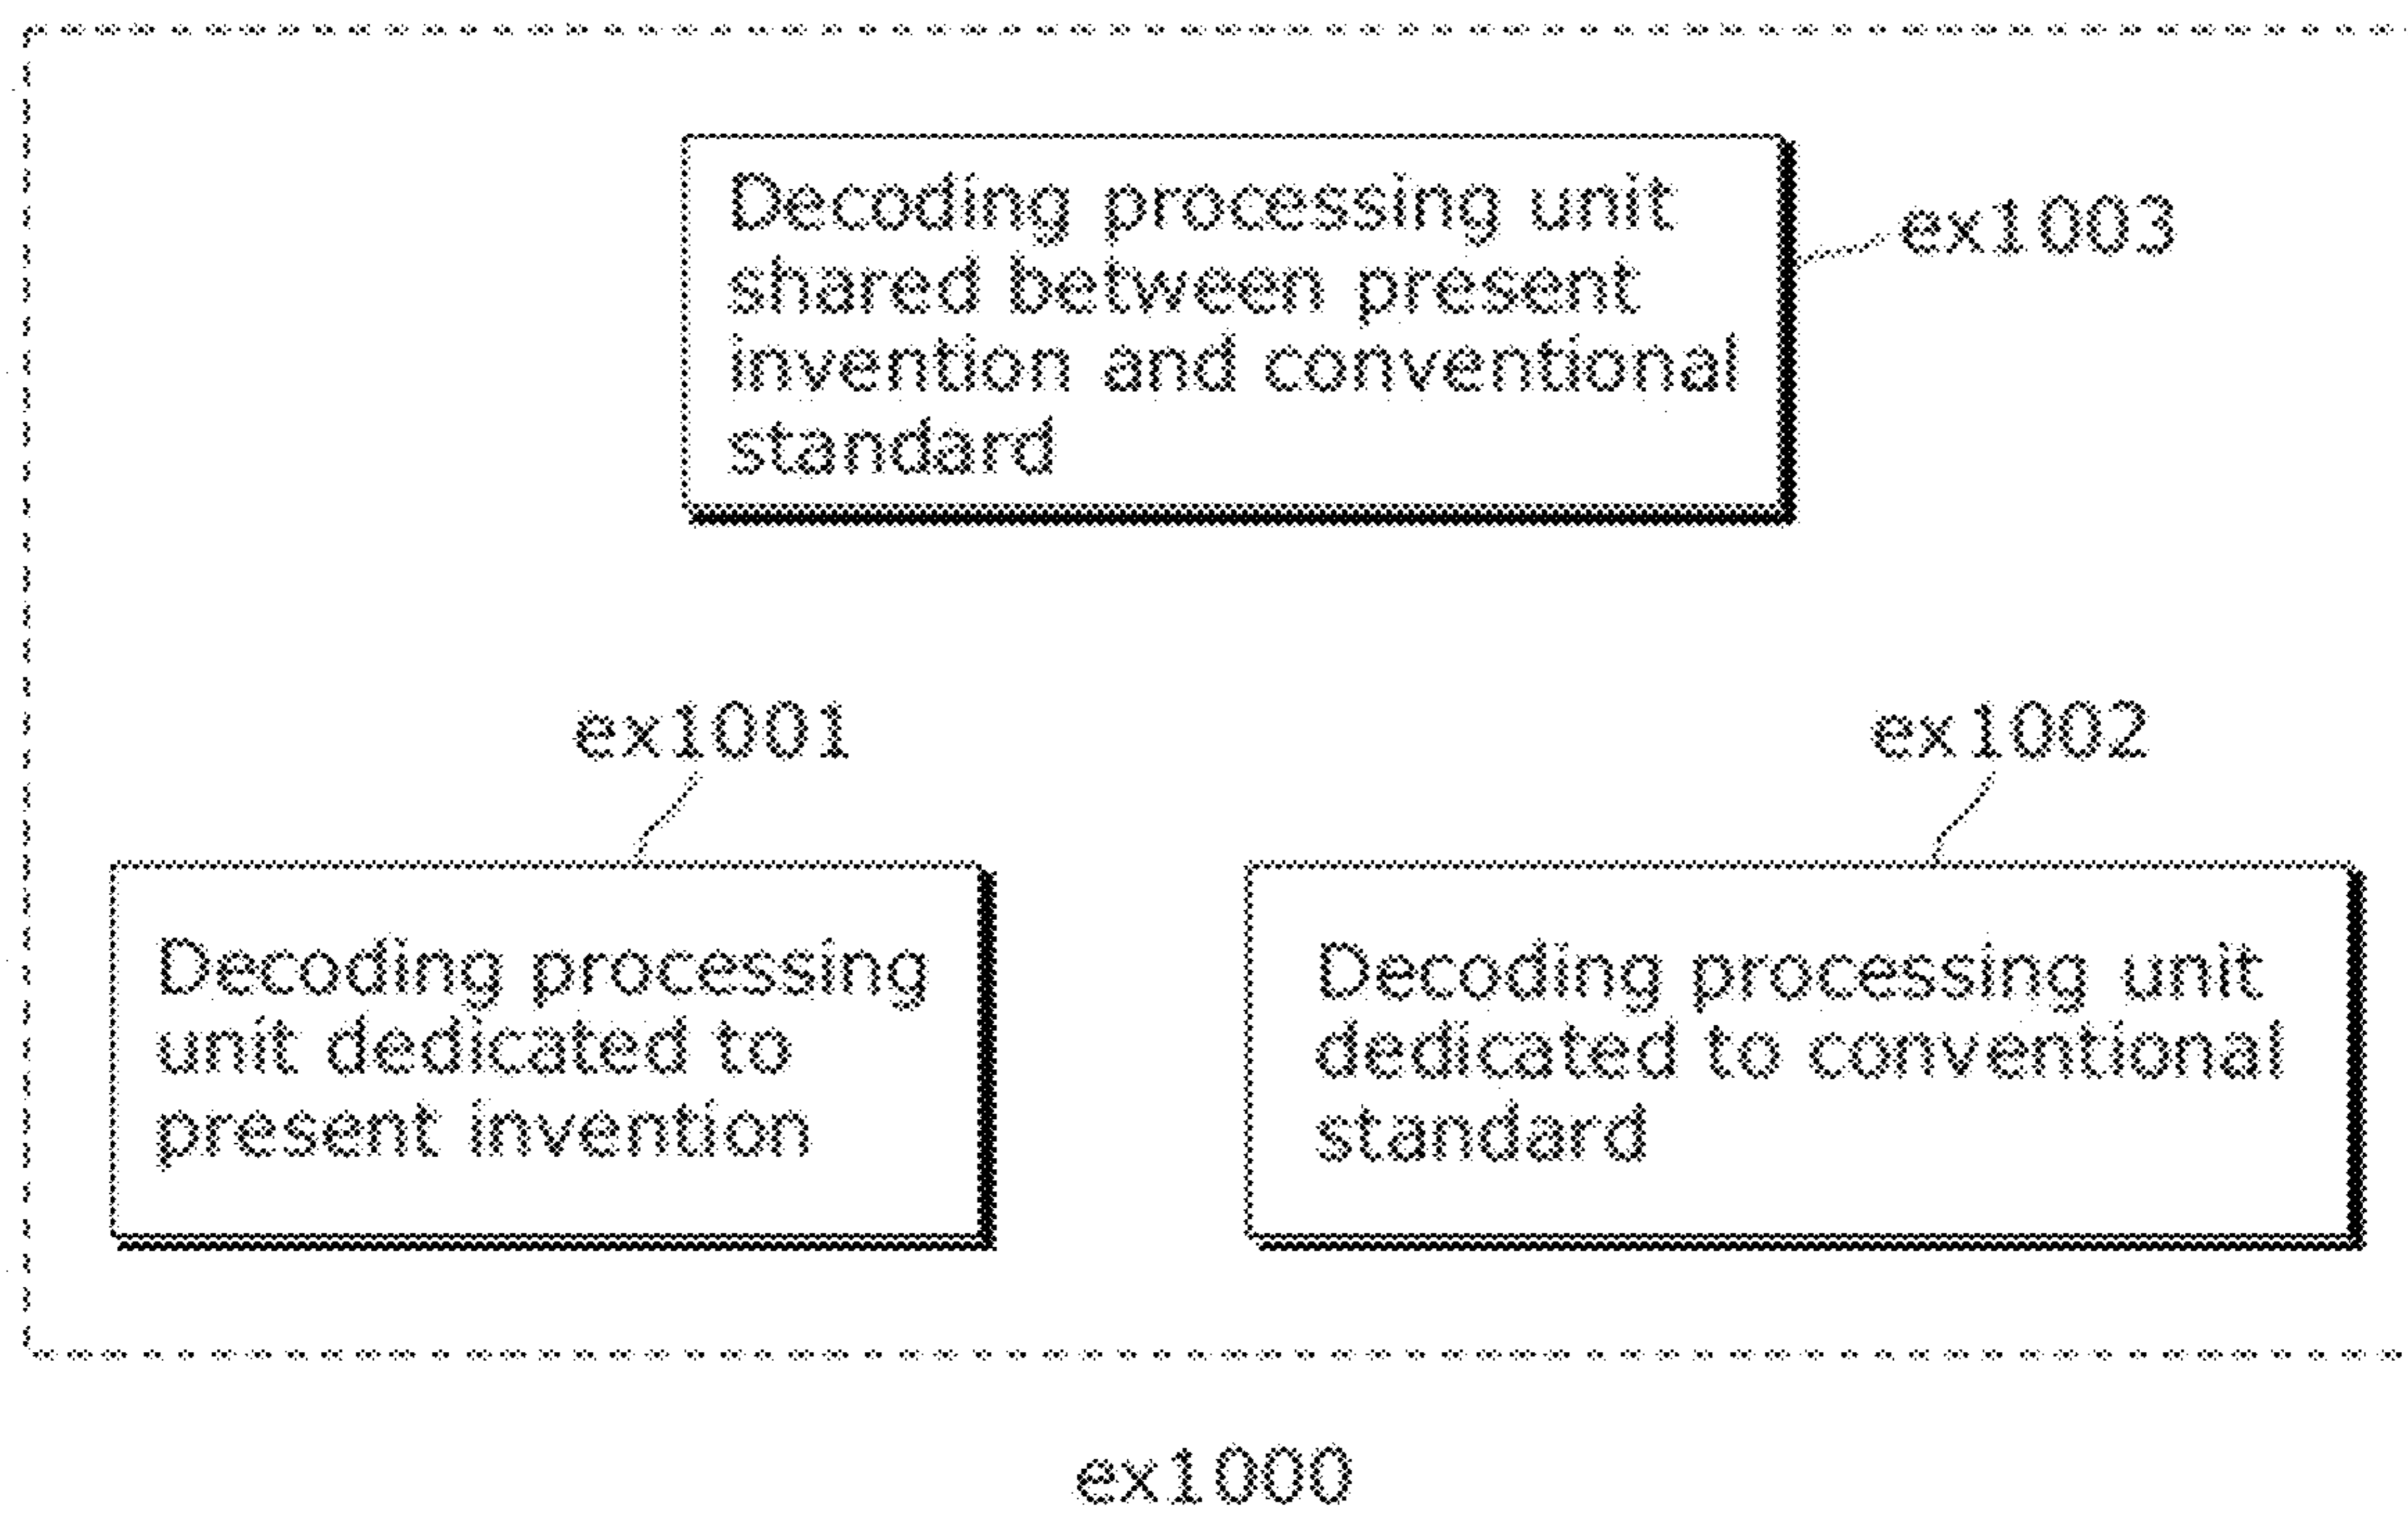 Decoding processing unit
shared between present
invention and conventional
standard
ex1003
ex1001
ex1002
Decoding processing
unit dedicated to
present invention
Decoding processing unit
dedicated to conventional
standard
ex1000